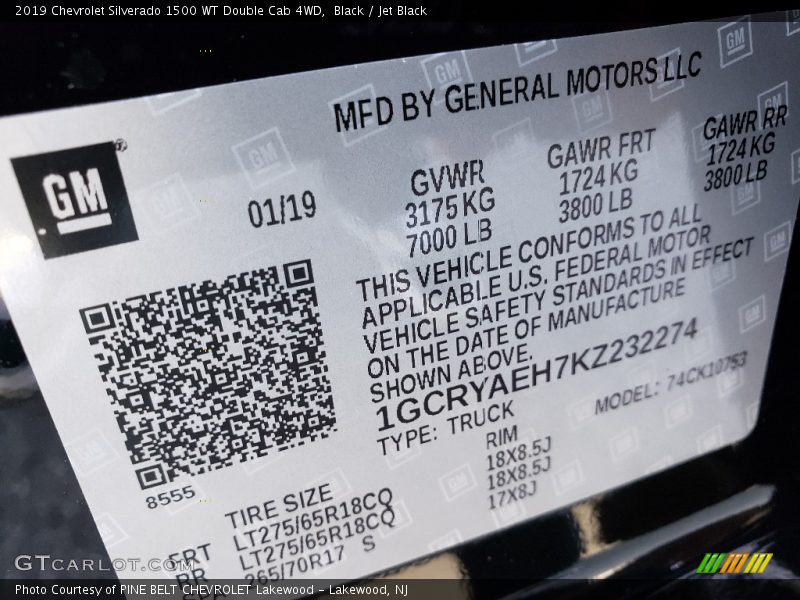 2019 Chevrolet Silverado 1500 WT Double Cab 4WD, Black / Jet Black
MFD BY GENERAL MOTORS LLC
GM®
01/19
GVWR
3175 KG
7000 LB
GAWR FRT
1724 KG
3800 LB
GAWR RR
1724 KG
3800 LB
THIS VEHICLE CONFORMS TO ALL
APPLICABLE U.S. FEDERAL MOTOR
VEHICLE SAFETY STANDARDS IN EFFECT
ON THE DATE OF MANUFACTURE
SHOWN ABOVE.
1GCRYAEH7KZ232274
TYPE: TRUCK
MODEL: 74CK10753
8555
TIRE SIZE
RIM
FRT LT275/65R18CQ 18X8.5J
RR LT275/65R18CQ 18X8.5J
265/70R17 S 17X8J
GTcarlot.com
Photo Courtesy of PINE BELT CHEVROLET Lakewood - Lakewood, NJ